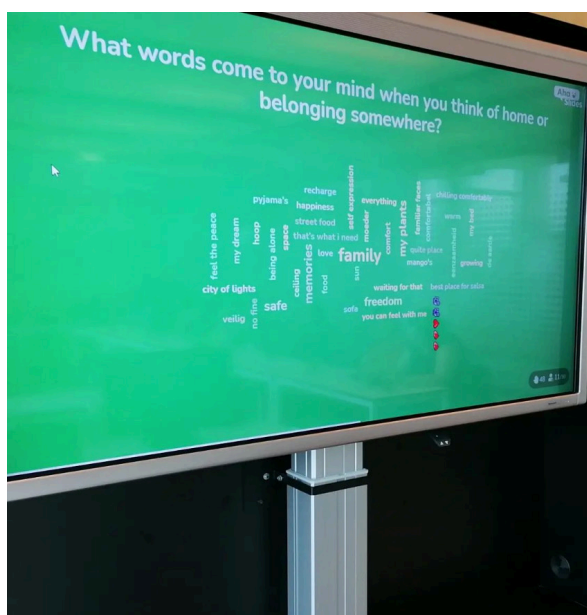 What words come to your mind when you think of home or
belonging somewhere?
AhaSlides
recharge
pyjama's
happiness
self expression
everything
familiar faces
comfortabel
chilling comfortably
warm
my bed
feel the peace
my dream
hoop
being alone
space
street food
that's what i need
moeder
comfort
my plants
memories
love
family
quite place
mango's
eenzaamheid
growing
city of lights
ceiling
food
sun
waiting for that
best place for salsa
veilig
no fine
safe
sofa
freedom
you can feel with me